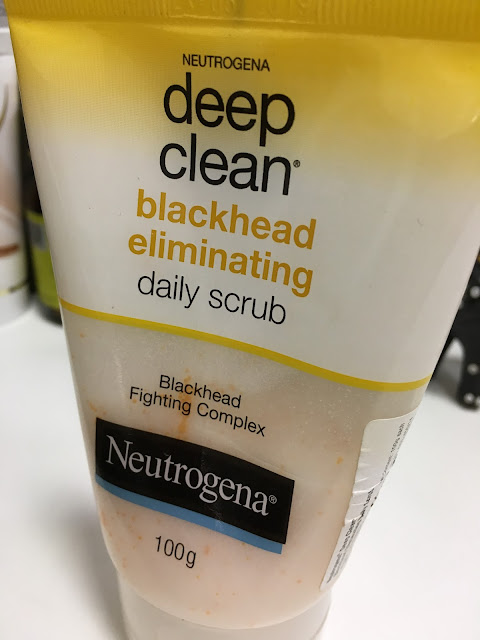 NEUTROGENA
deep
clean®
blackhead
eliminating
daily scrub
Blackhead
Fighting Complex
Neutrogena®
100g